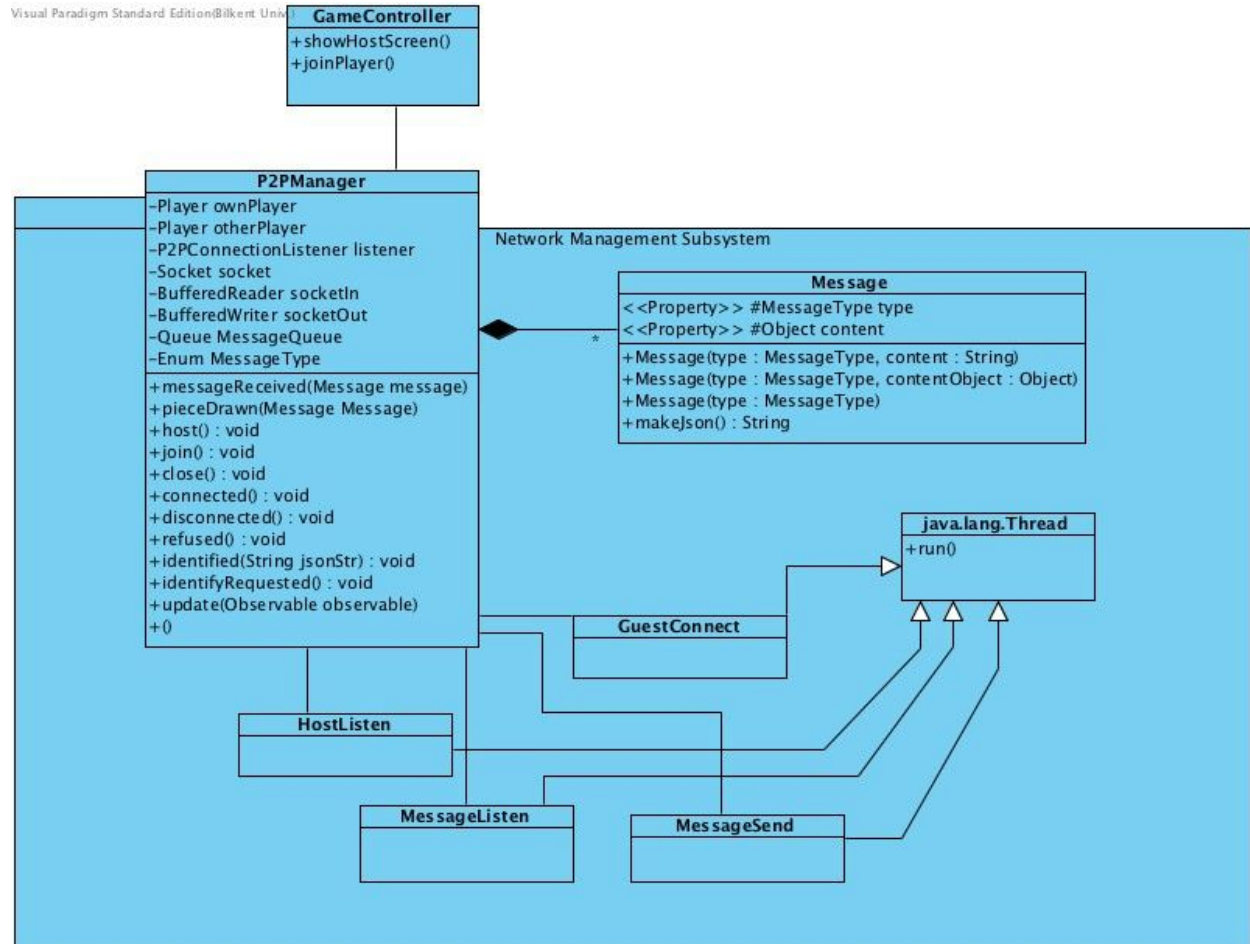 Visual Paradigm Standard Edition(Bilkent Univ.)
GameController
+showHostScreen()
+joinPlayer()
P2PManager
-Player ownPlayer
-Player otherPlayer
-P2PConnectionListener listener
-Socket socket
-BufferedReader socketIn
-BufferedWriter socketOut
-Queue MessageQueue
-Enum MessageType
+messageReceived(Message message)
+pieceDrawn(Message Message)
+host() : void
+join() : void
+close() : void
+connected() : void
+disconnected() : void
+refused() : void
+identified(String jsonStr) : void
+identifyRequested() : void
+update(Observable observable)
+()
Network Management Subsystem
Message
<<Property>> #MessageType type
<<Property>> #Object content
+Message(type : MessageType, content : String)
+Message(type : MessageType, contentObject : Object)
+Message(type : MessageType)
+makeJson() : String
*
java.lang.Thread
+run()
GuestConnect
HostListen
MessageListen
MessageSend